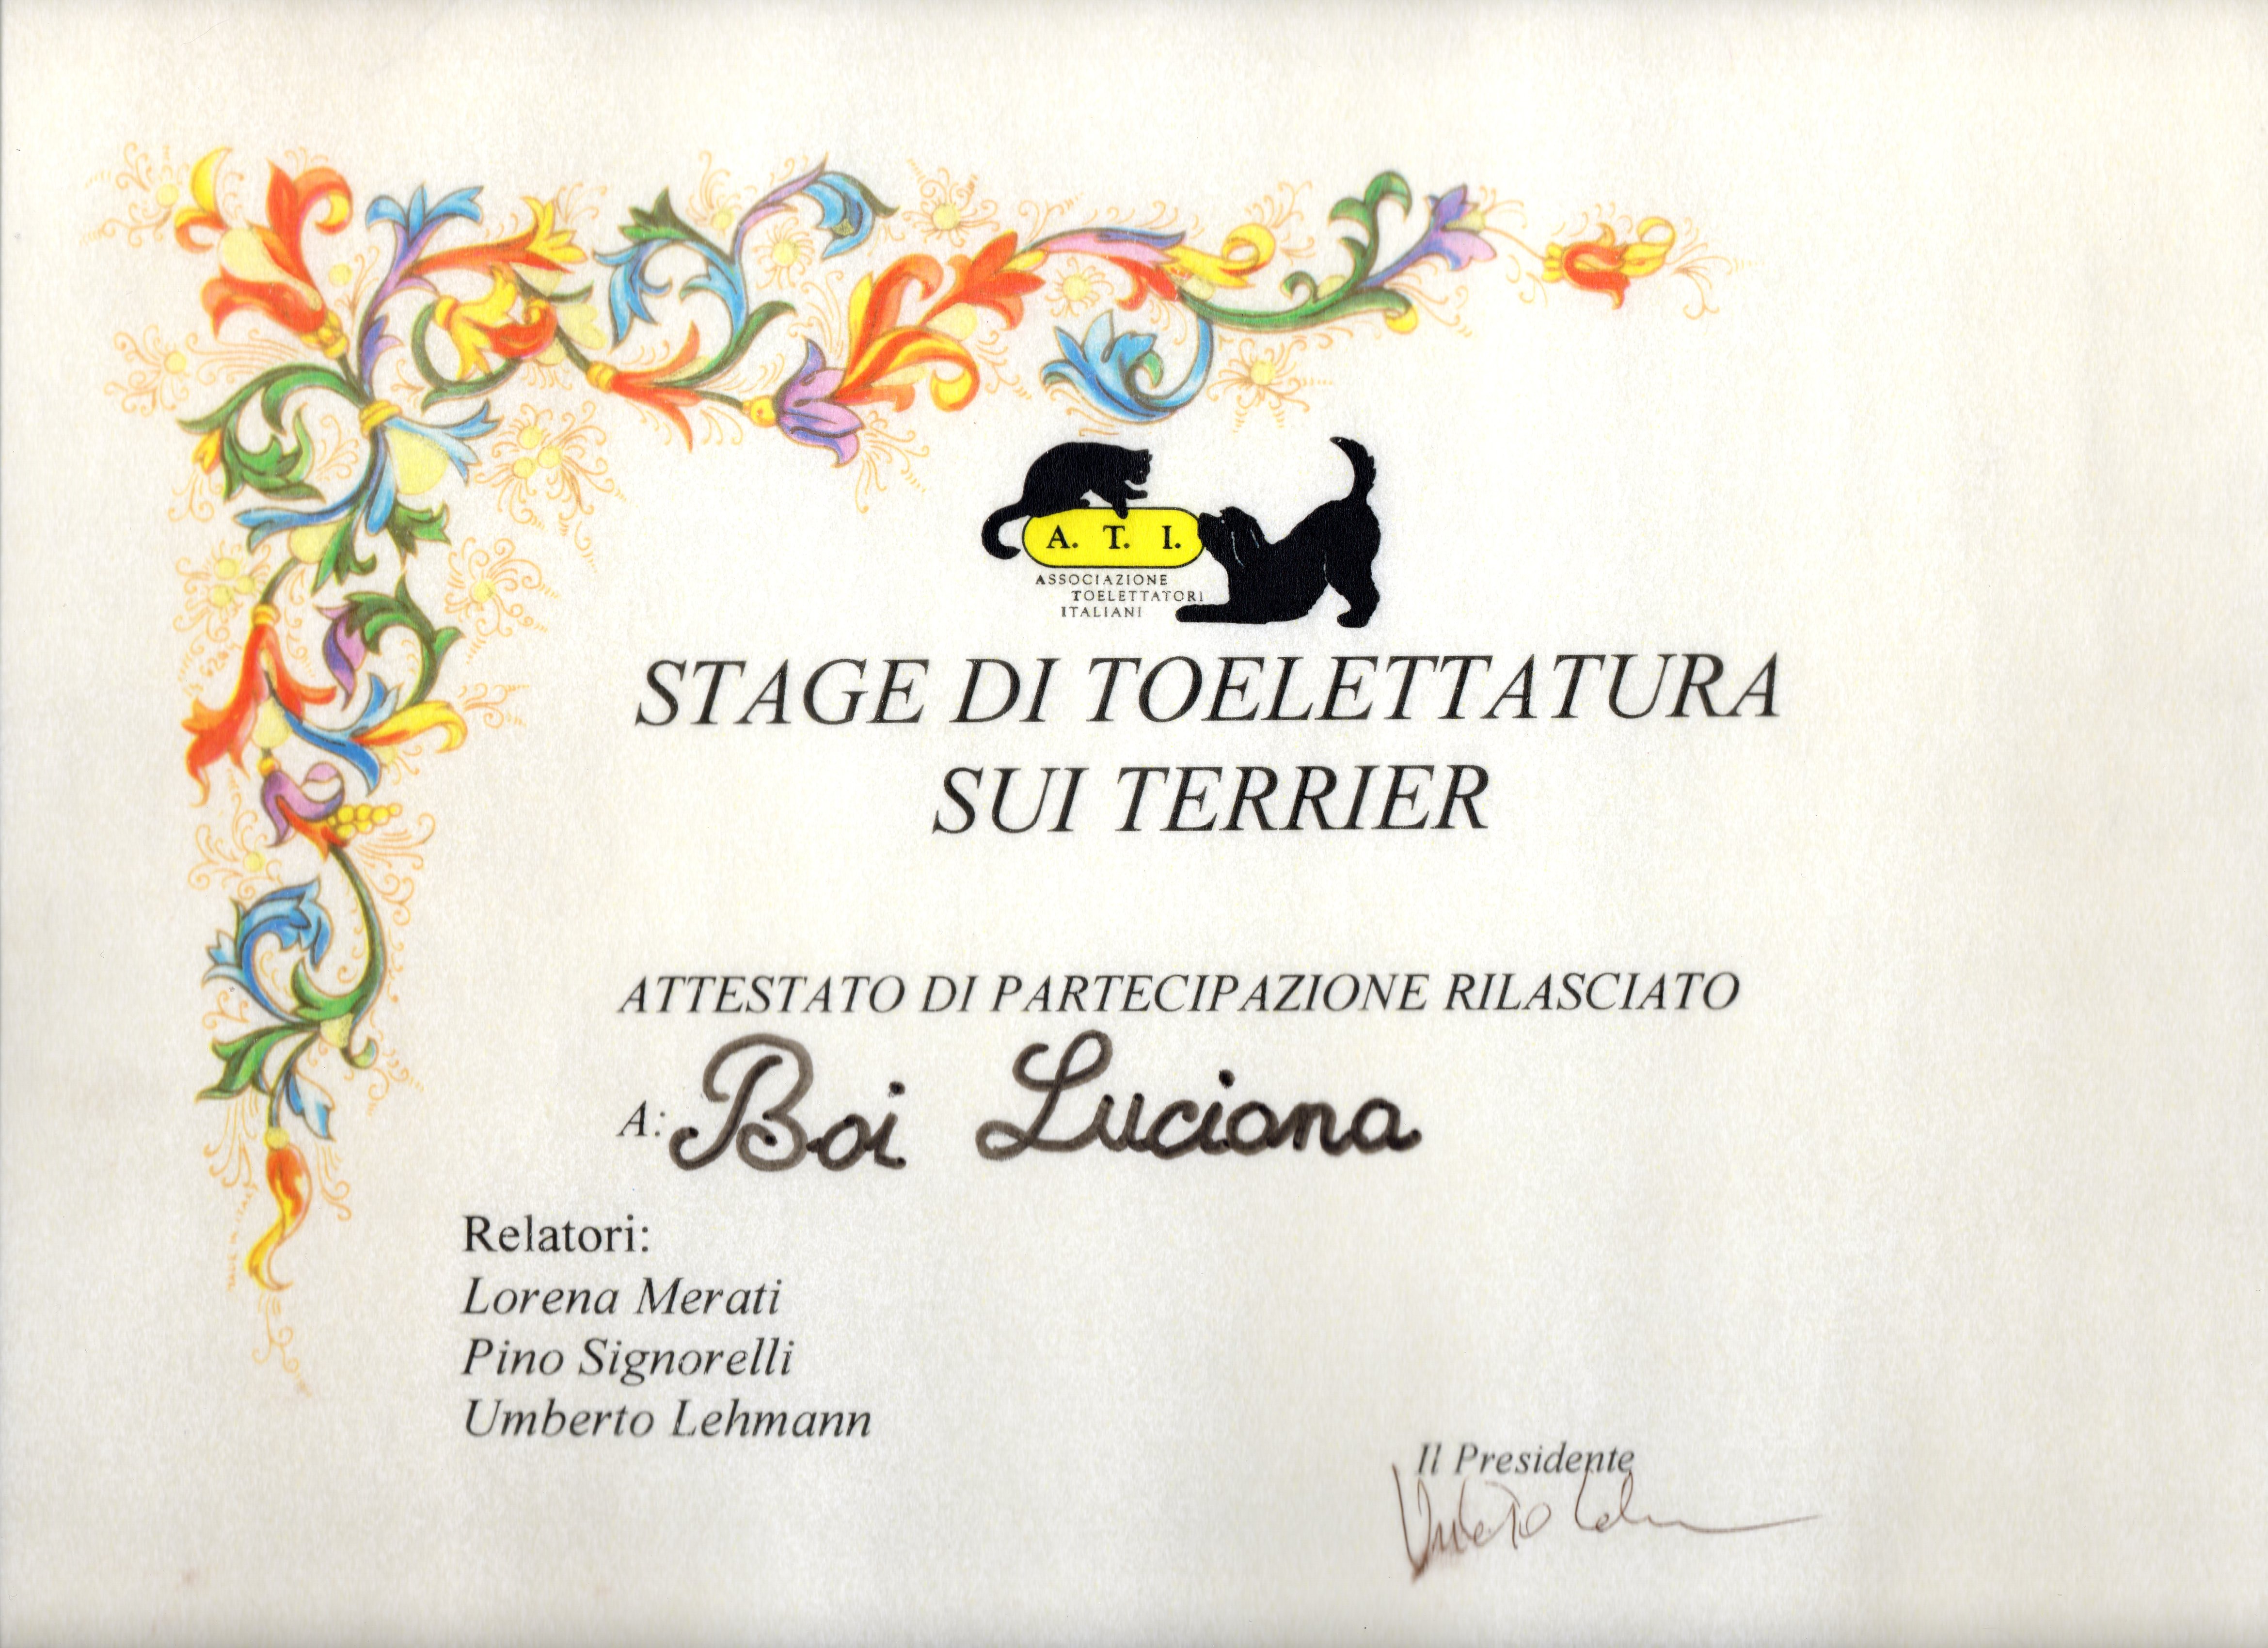 A. T. I.
ASSOCIAZIONE
TOELETTATORI
ITALIANI
STAGE DI TOELETTATURA
SUI TERRIER
ATTESTATO DI PARTECIPAZIONE RILASCIATO
A: Boi Luciana
Relatori:
Lorena Merati
Pino Signorelli
Umberto Lehmann
Il Presidente